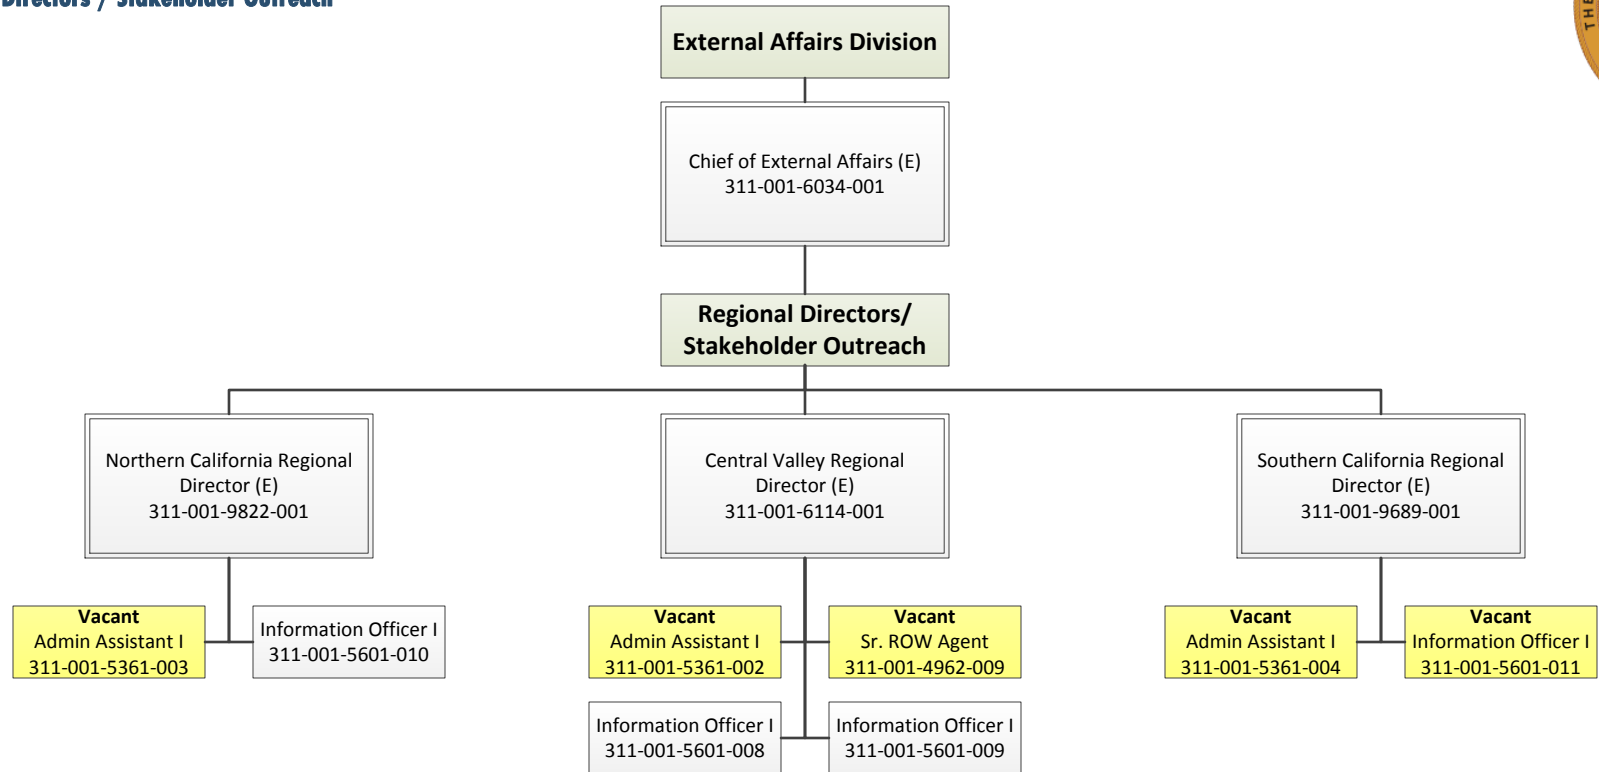 Directors / Stakeholder Outreach
THE
External Affairs Division
Chief of External Affairs (E)
311-001-6034-001
Regional Directors/
Stakeholder Outreach
Northern California Regional
Director (E)
311-001-9822-001
Central Valley Regional
Director (E)
311-001-6114-001
Southern California Regional
Director (E)
311-001-9689-001
Vacant
Admin Assistant I
311-001-5361-003
Information Officer I
311-001-5601-010
Vacant
Admin Assistant I
311-001-5361-002
Vacant
Sr. ROW Agent
311-001-4962-009
Vacant
Admin Assistant I
311-001-5361-004
Vacant
Information Officer I
311-001-5601-011
Information Officer I
311-001-5601-008
Information Officer I
311-001-5601-009